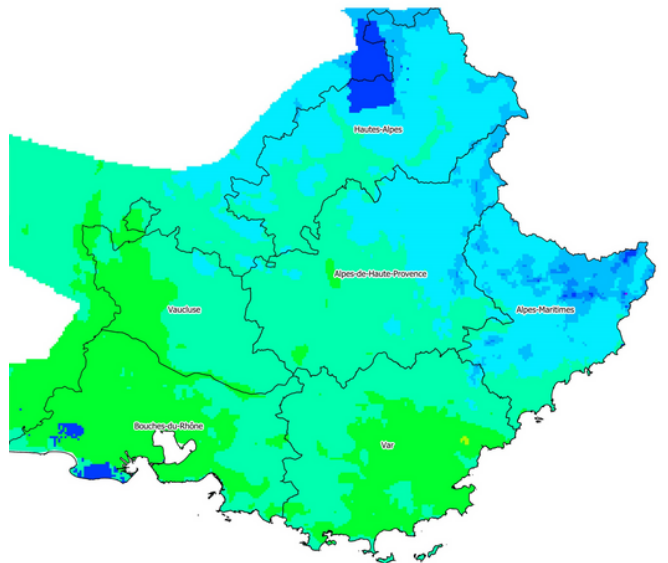 Hautes-Alpes
Alpes-de-Haute-Provence
Vaucluse
Alpes-Maritimes
Bouches-du-Rhône
Var